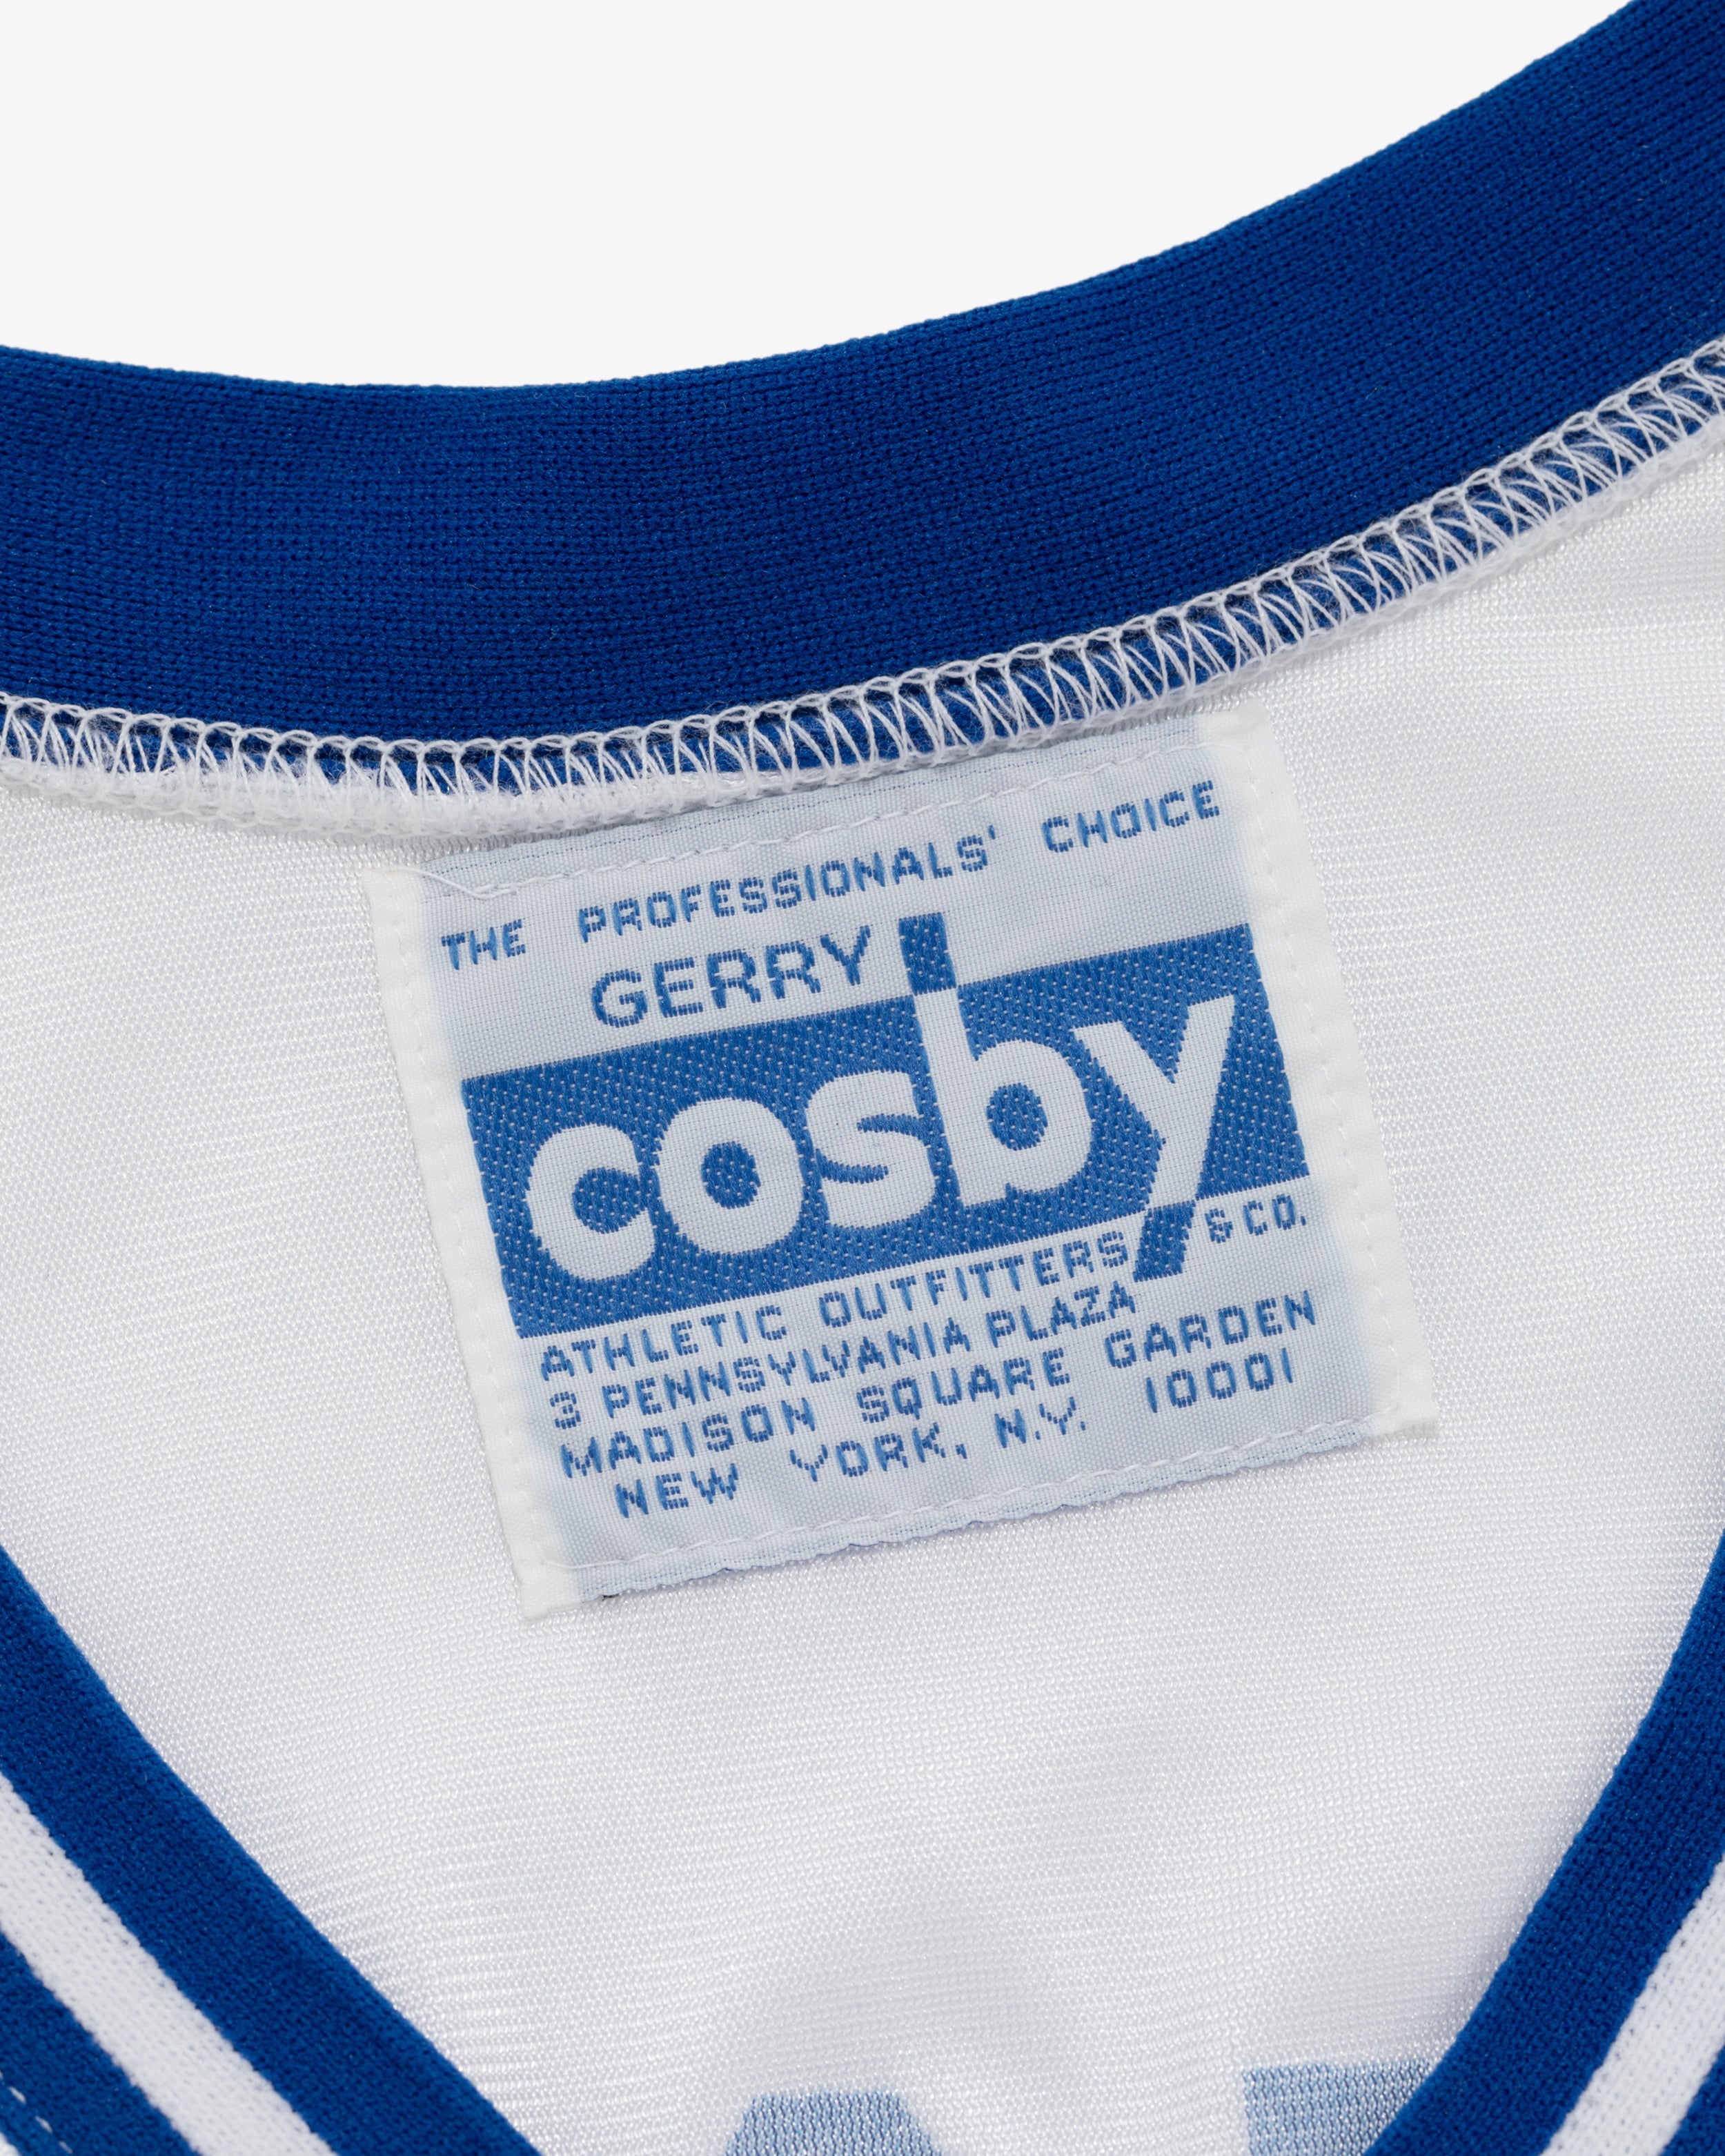 THE PROFESSIONALS' CHOICE
GERRY
cosby
ATHLETIC OUTFITTERS & CO.
3 PENNSYLVANIA PLAZA
MADISON SQUARE GARDEN
NEW YORK, N.Y. 10001